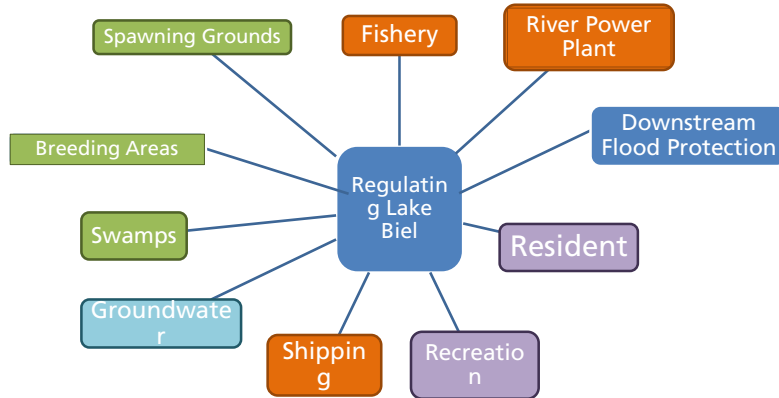 Spawning Grounds
Fishery
River Power
Plant
Downstream
Flood Protection
Breeding Areas
Regulatin
g Lake
Biel
Swamps
Resident
Groundwate
r
Shippin
g
Recreatio
n